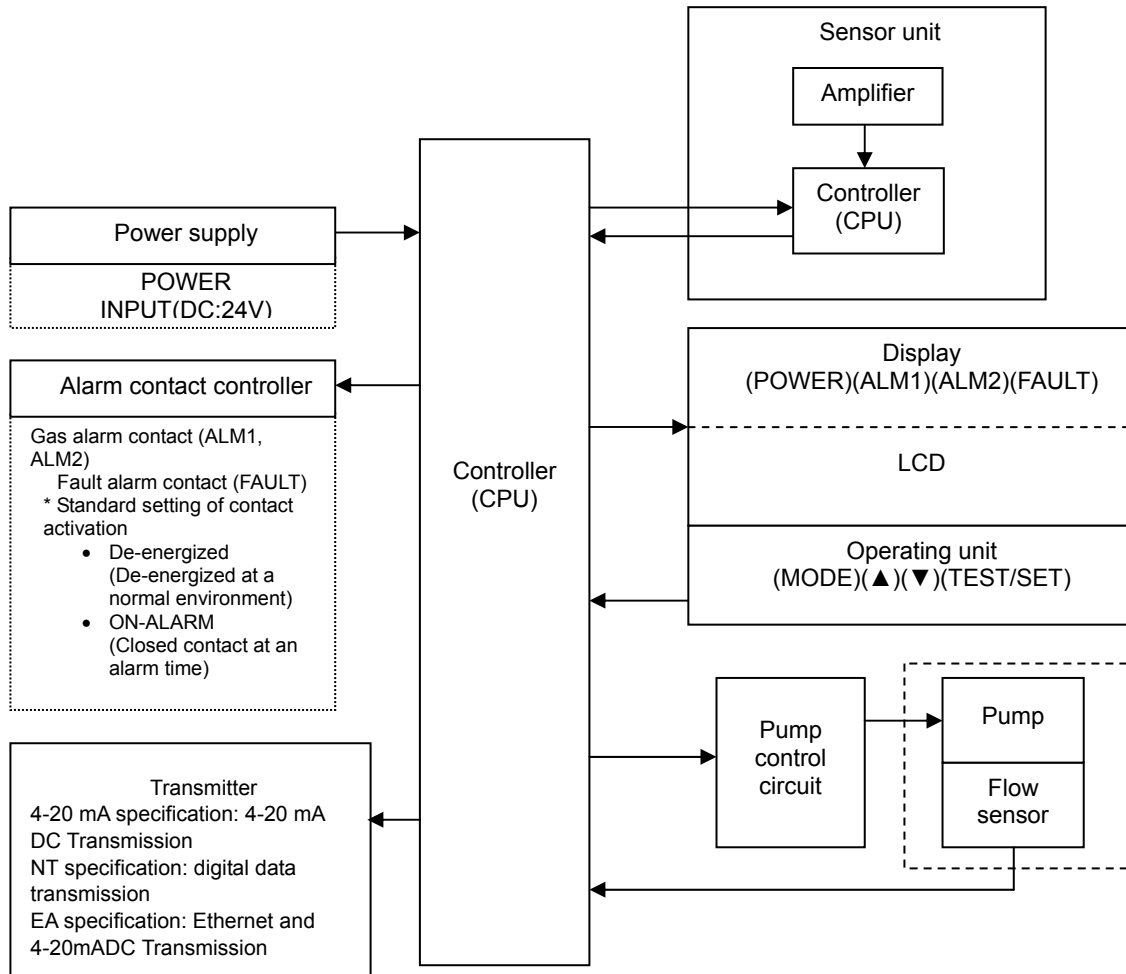 Sensor unit
Amplifier
Controller
(CPU)
Power supply
POWER
INPUT(DC:24V)
Alarm contact controller
Gas alarm contact (ALM1,
ALM2)
Fault alarm contact (FAULT)
* Standard setting of contact
activation
• De-energized
(De-energized at a
normal environment)
• ON-ALARM
(Closed contact at an
alarm time)
Transmitter
4-20 mA specification: 4-20 mA
DC Transmission
NT specification: digital data
transmission
EA specification: Ethernet and
4-20mADC Transmission
Controller
(CPU)
Display
(POWER)(ALM1)(ALM2)(FAULT)
LCD
Operating unit
(MODE)(▲)(▼)(TEST/SET)
Pump
control
circuit
Pump
Flow
sensor